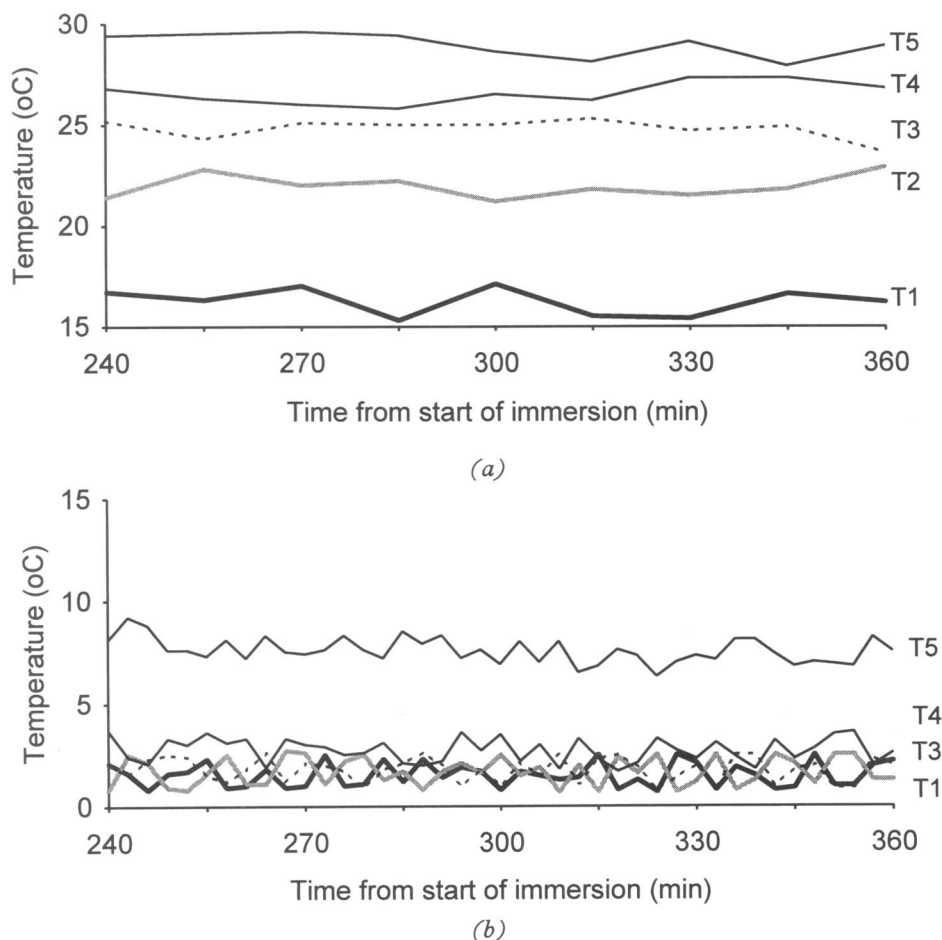 30
25
20
15
Temperature (oC)
T5
T4
T3
T2
T1
240 270 300 330 360
Time from start of immersion (min)
(a)
15
10
5
0
Temperature (oC)
T5
T4
T3
T1
240 270 300 330 360
Time from start of immersion (min)
(b)